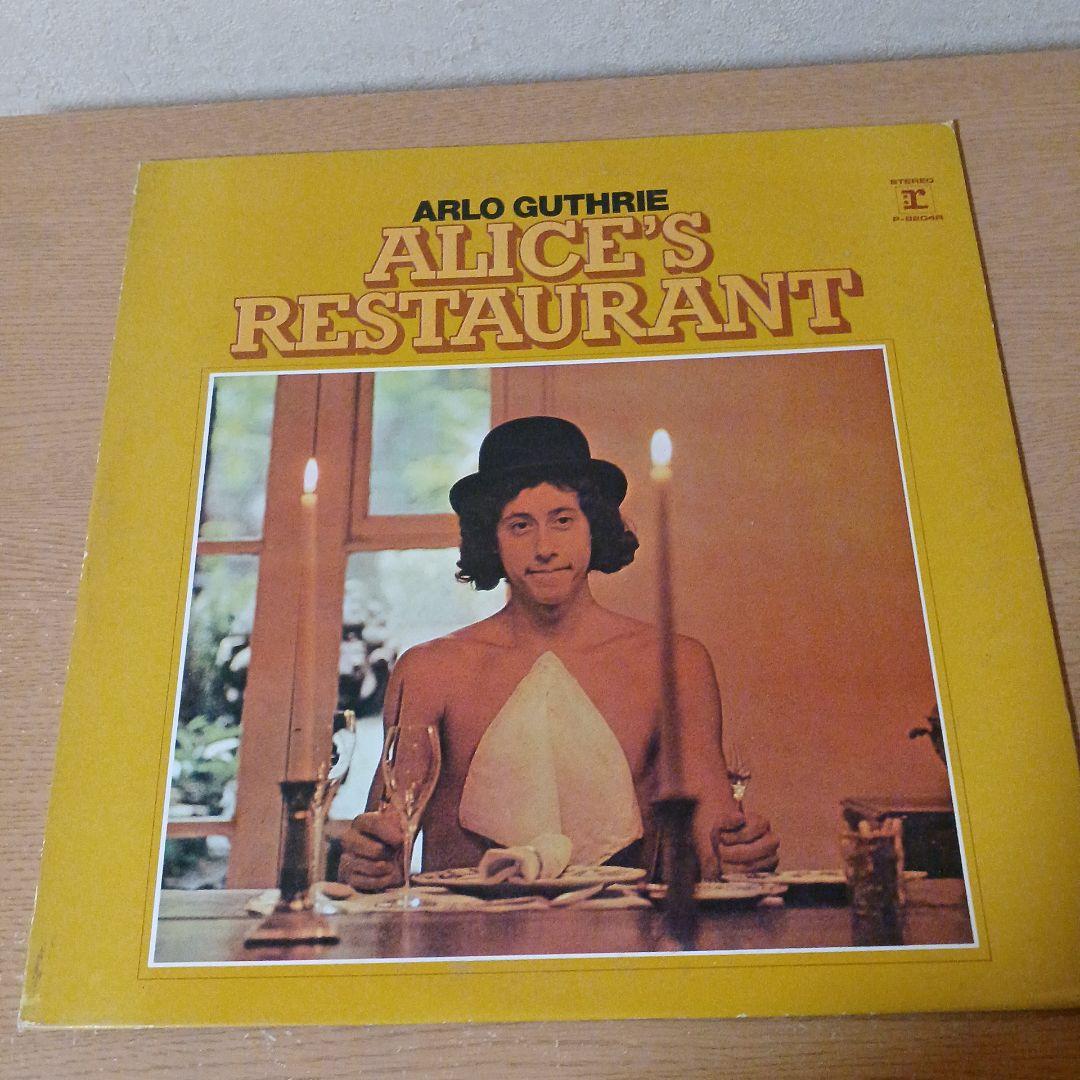 STEREO
r
P-8204R
ARLO GUTHRIE
ALICE'S
RESTAURANT